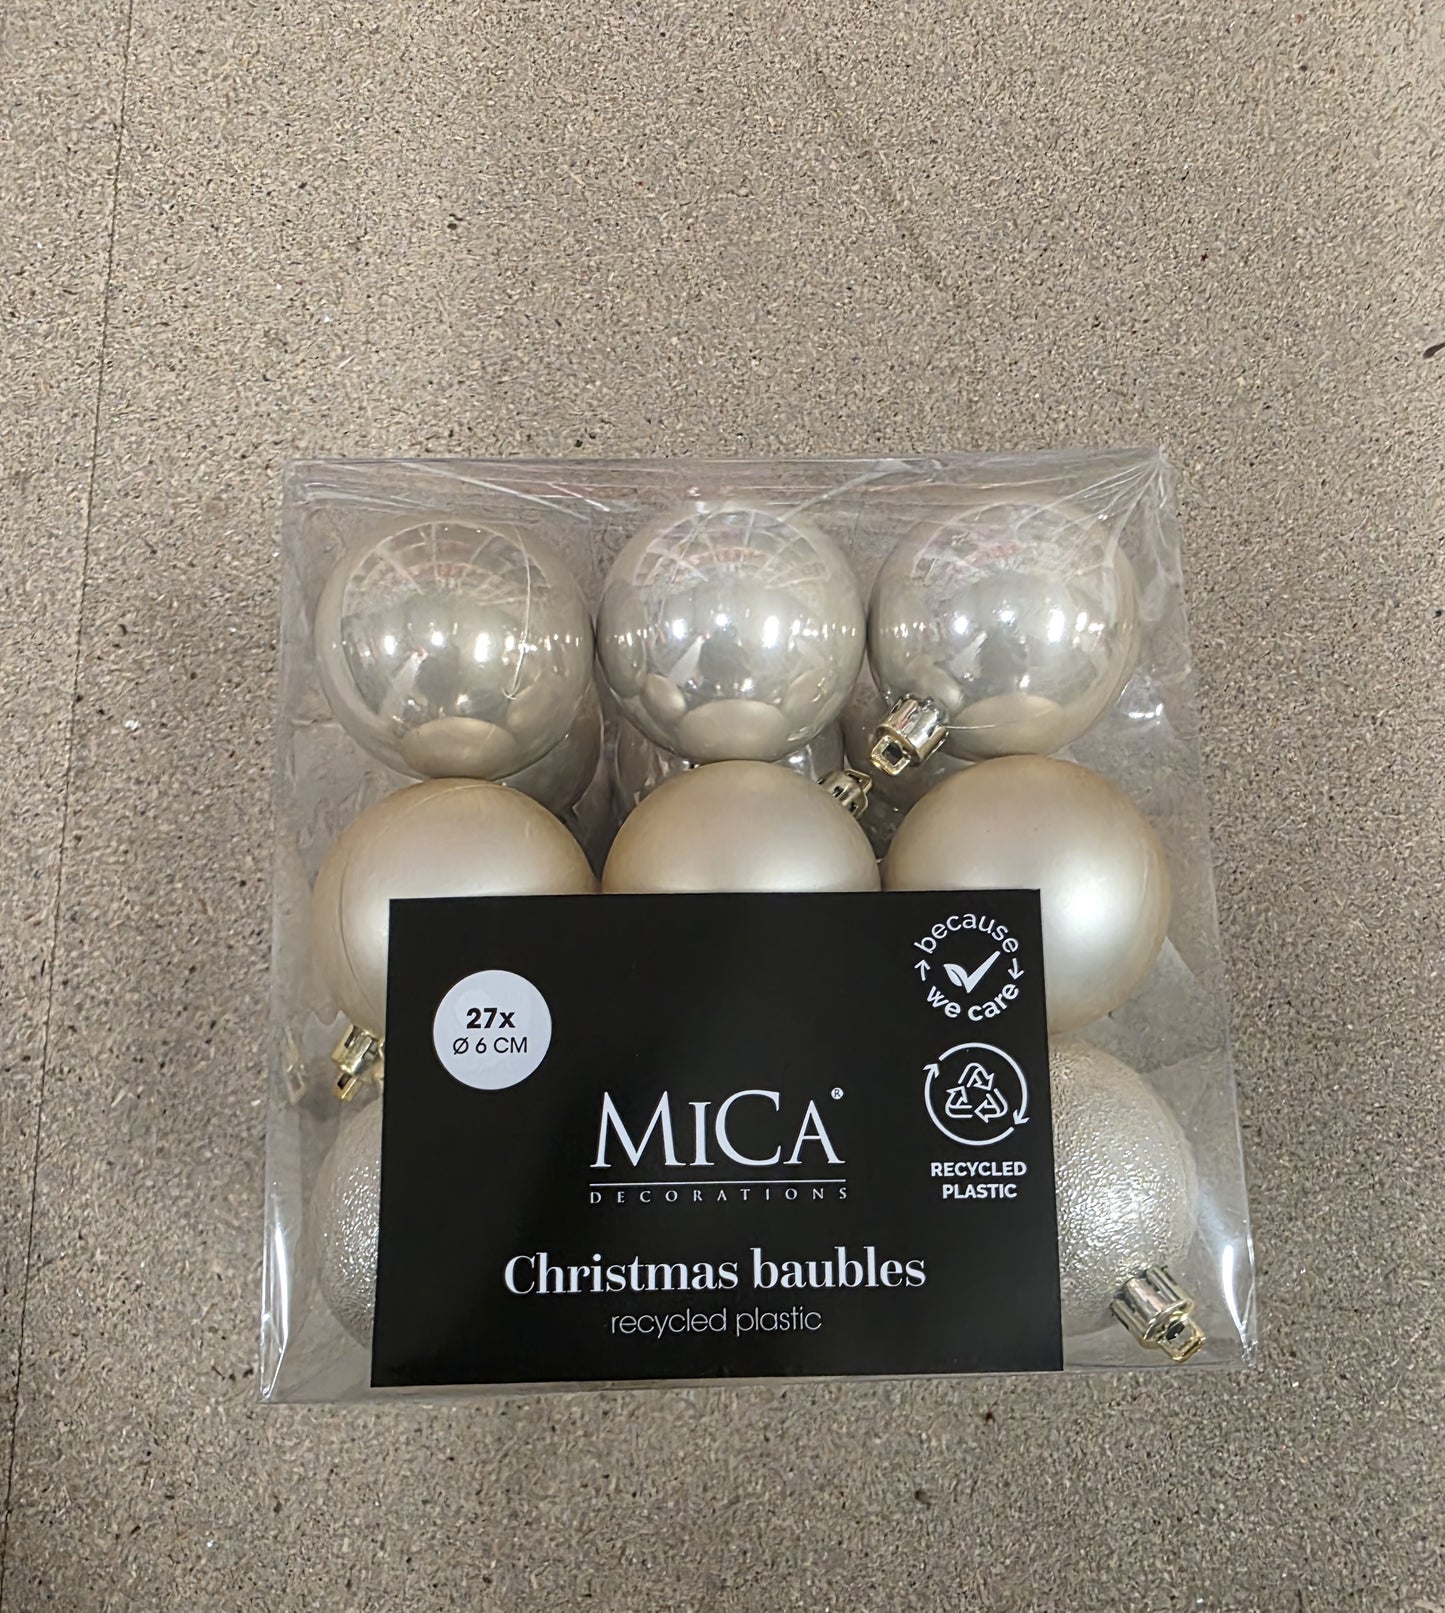 because
we care
27x
Ø 6 CM
MICA®
DECORATIONS
RECYCLED
PLASTIC
Christmas baubles
recycled plastic